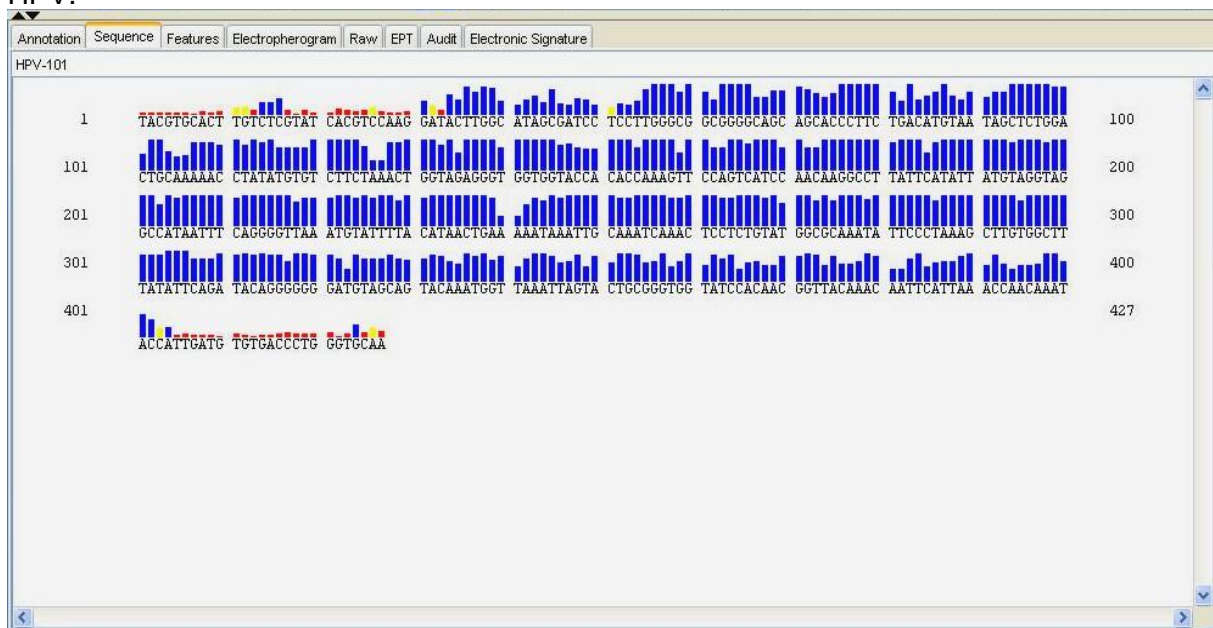 HPV.
Annotation Sequence Features Electropherogram Raw EPT Audit Electronic Signature
HPV-101
1 TACGTGCACT TGTCTCGTAT CACGTCCAAG GATACTTGGC ATAGCGATCC TCCTTGGGCG GCGGGGCAGC AGCACCCTTC TGACATGTAA TAGCTCTGGA 100
101 CTGCAAAAAC CTATATGTGT CTTCTAAACT GGTAGAGGGT GGTGGTACCA CACCAAAGTT CCAGTCATCC AACAAGGCCT TATTCATATT ATGTAGGTAG 200
201 GCCATAATTT CAGGGGTTAA ATGTATTTTA CATAACTGAA AAATAAATTG CAAATCAAAC TCCTCTGTAT GGCGCAAATA TTCCCTAAAG CTTGTGGCTT 300
301 TATATTCAGA TACAGGGGGG GATGTAGCAG TACAAATGGT TAAATTAGTA CTGCGGGTGG TATCCACAAC GGTTACAAAC AATTCATTAA ACCAACAAAT 400
401 ACCATTGATG TGTGACCCTG GGTGCAA 427